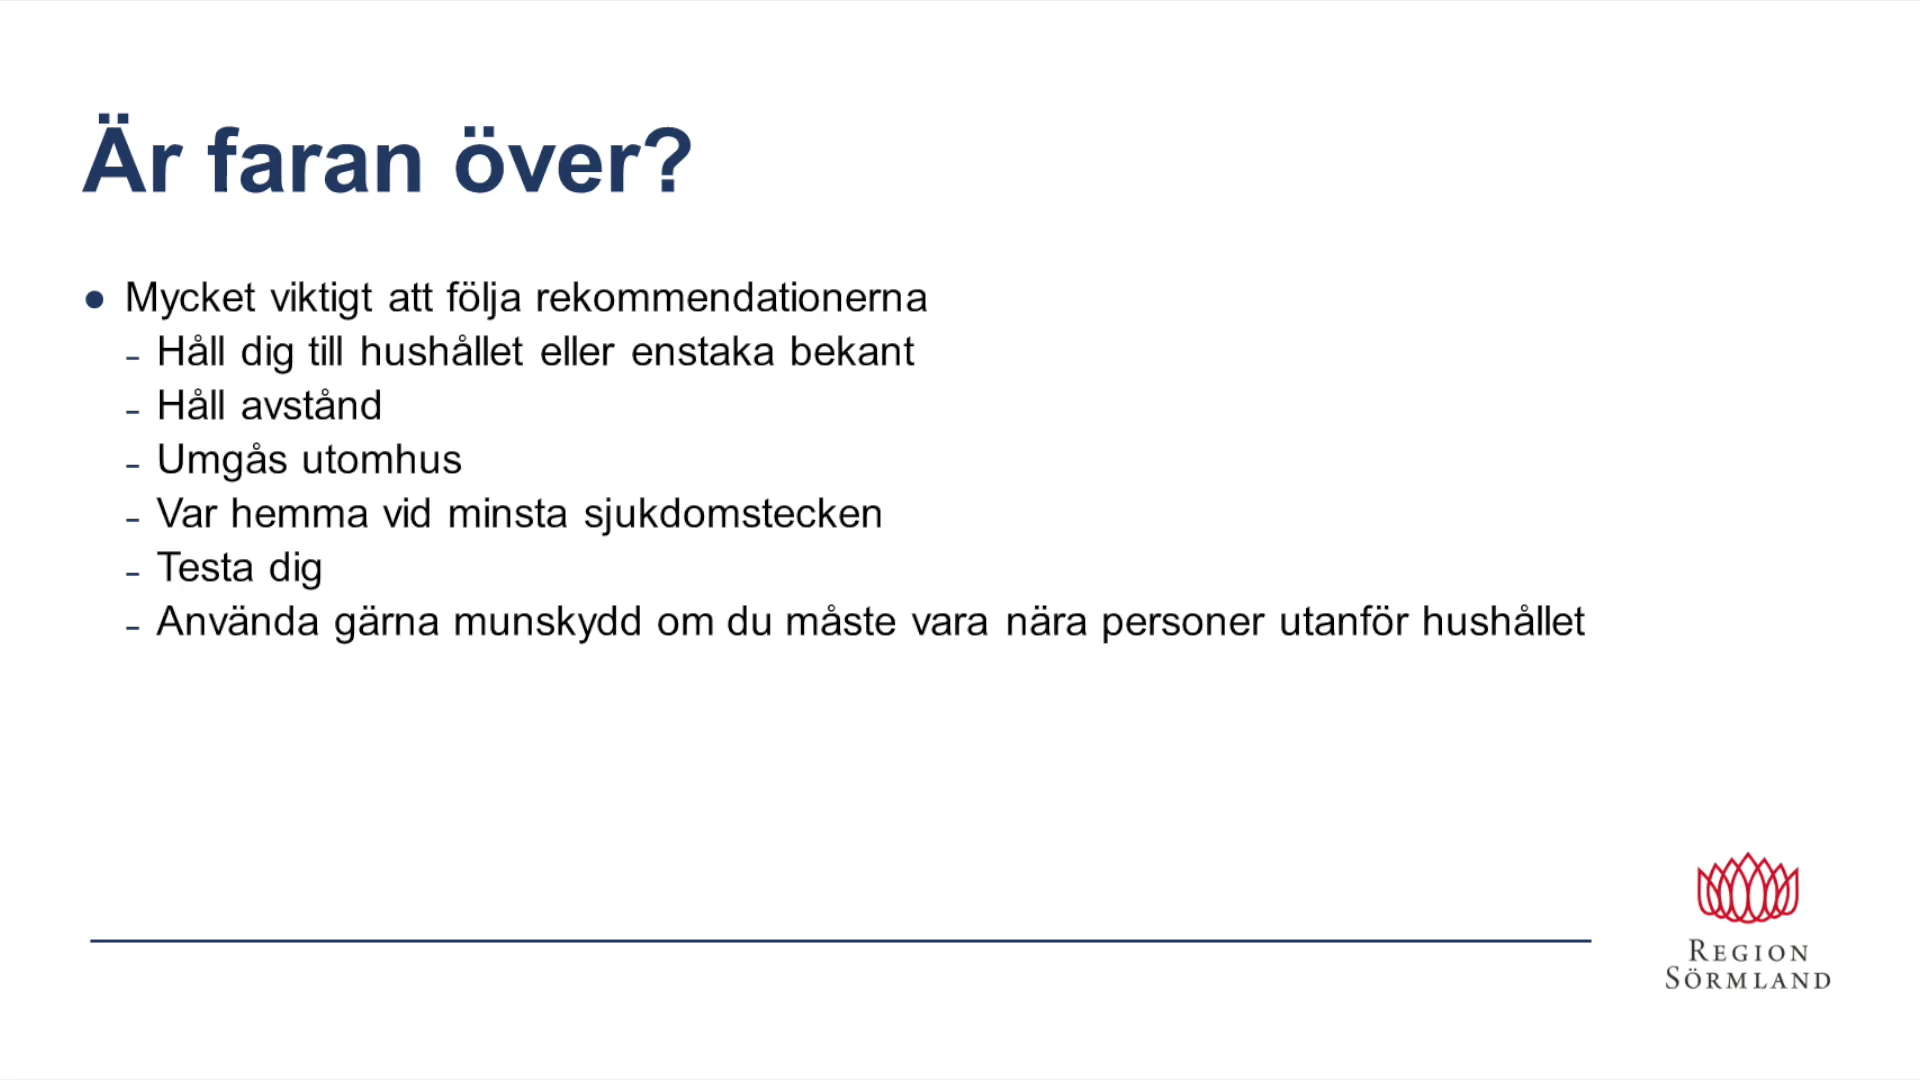 Är faran över?
● Mycket viktigt att följa rekommendationerna
- Håll dig till hushållet eller enstaka bekant
- Håll avstånd
- Umgås utomhus
- Var hemma vid minsta sjukdomstecken
- Testa dig
- Använda gärna munskydd om du måste vara nära personer utanför hushållet
REGION
SÖRMLAND